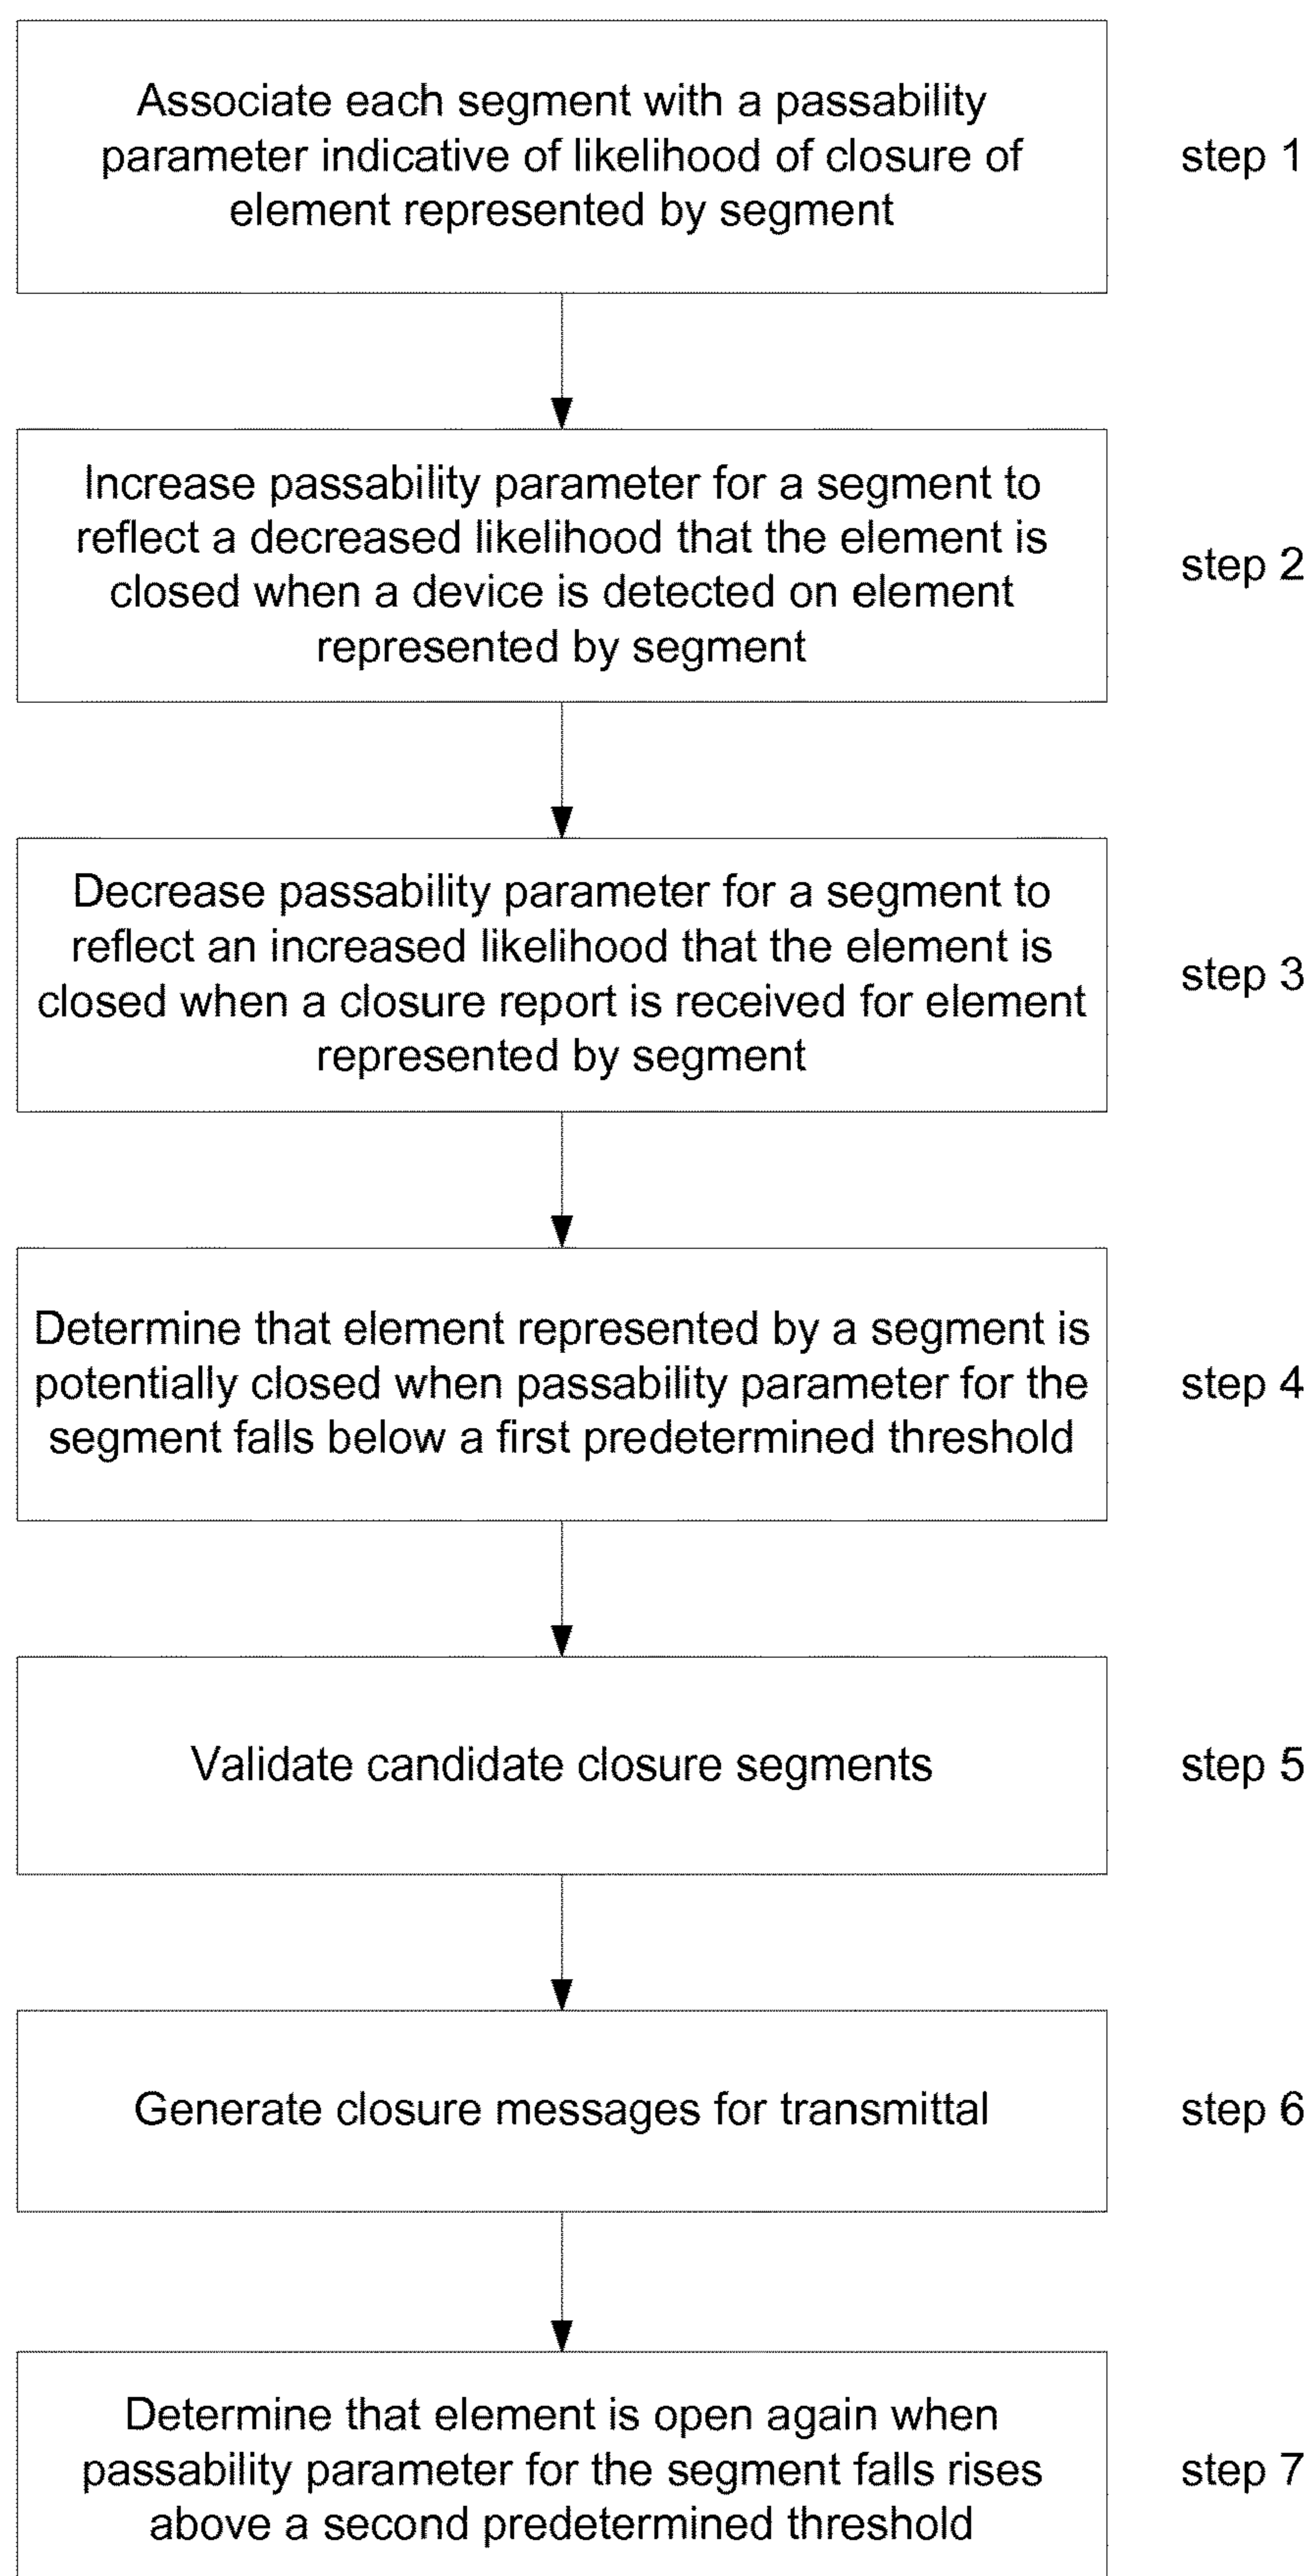 Associate each segment with a passability
parameter indicative of likelihood of closure of
element represented by segment
step 1
Increase passability parameter for a segment to
reflect a decreased likelihood that the element is
closed when a device is detected on element
represented by segment
step 2
Decrease passability parameter for a segment to
reflect an increased likelihood that the element is
closed when a closure report is received for element
represented by segment
step 3
Determine that element represented by a segment is
potentially closed when passability parameter for the
segment falls below a first predetermined threshold
step 4
Validate candidate closure segments
step 5
Generate closure messages for transmittal
step 6
Determine that element is open again when
passability parameter for the segment falls rises
above a second predetermined threshold
step 7